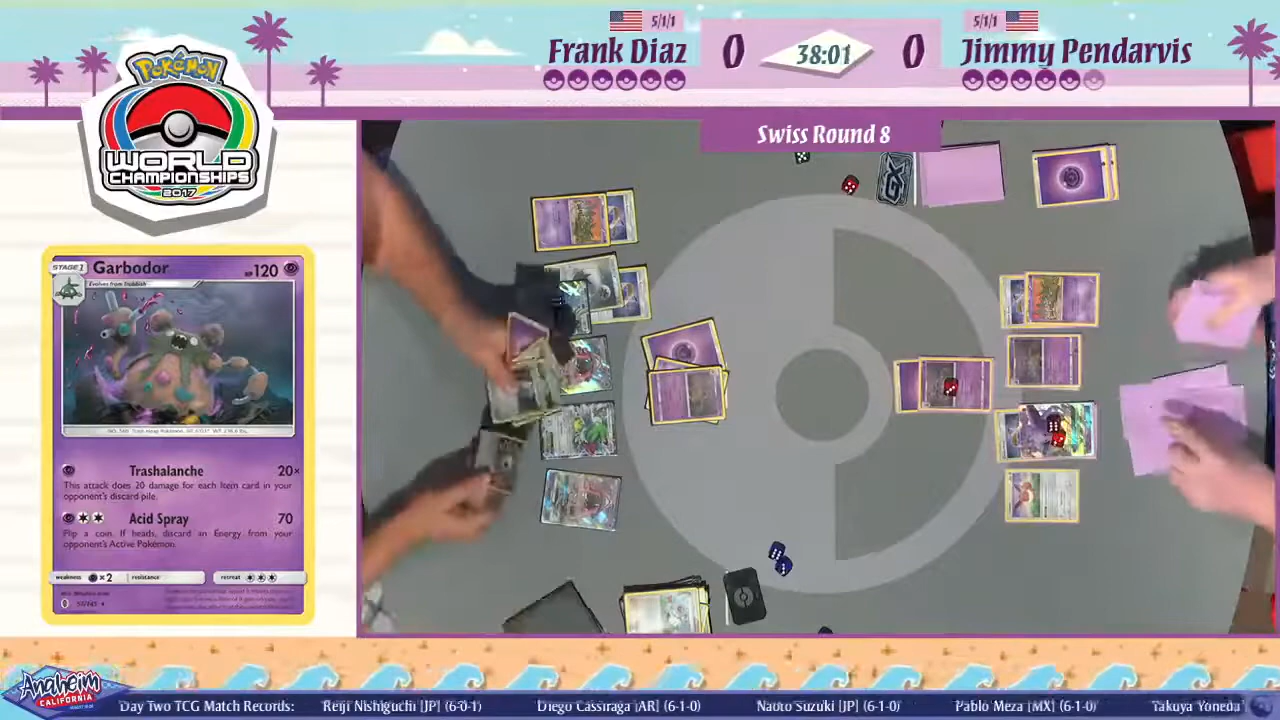 5/1/1
Frank Diaz
0
38:01
0
5/1/1
Jimmy Pendarvis
Swiss Round 8
Pokémon
WORLD
CHAMPIONSHIPS
2017
STAGE 1
Garbodor
HP 120
Evolves from Trubbish
Trashalanche 20×
This attack does 20 damage for each Item card in your
opponent's discard pile.
Acid Spray 70
Flip a coin. If heads, discard an Energy from your
opponent's Active Pokémon.
weakness ×2 resistance retreat
GX
Anaheim
CALIFORNIA
Day Two TCG Match Records: Reiji Nishiguchi [JP] (6-0-1) Diego Cassiraga [AR] (6-1-0) Naoto Suzuki [JP] (6-1-0) Pablo Meza [MX] (6-1-0) Takuya Yoneda